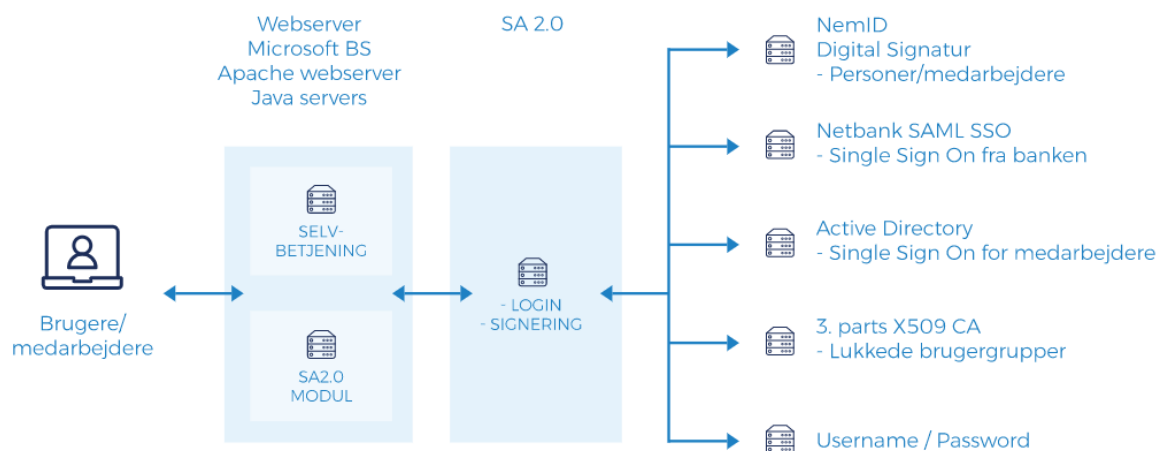 Webserver
Microsoft BS
Apache webserver
Java servers
SA 2.0
NemID
Digital Signatur
- Personer/medarbejdere
Netbank SAML SSO
- Single Sign On fra banken
Active Directory
- Single Sign On for medarbejdere
3. parts X509 CA
- Lukkede brugergrupper
Username / Password
SELV-
BETJENING
SA2.0
MODUL
- LOGIN
- SIGNERING
Brugere/
medarbejdere